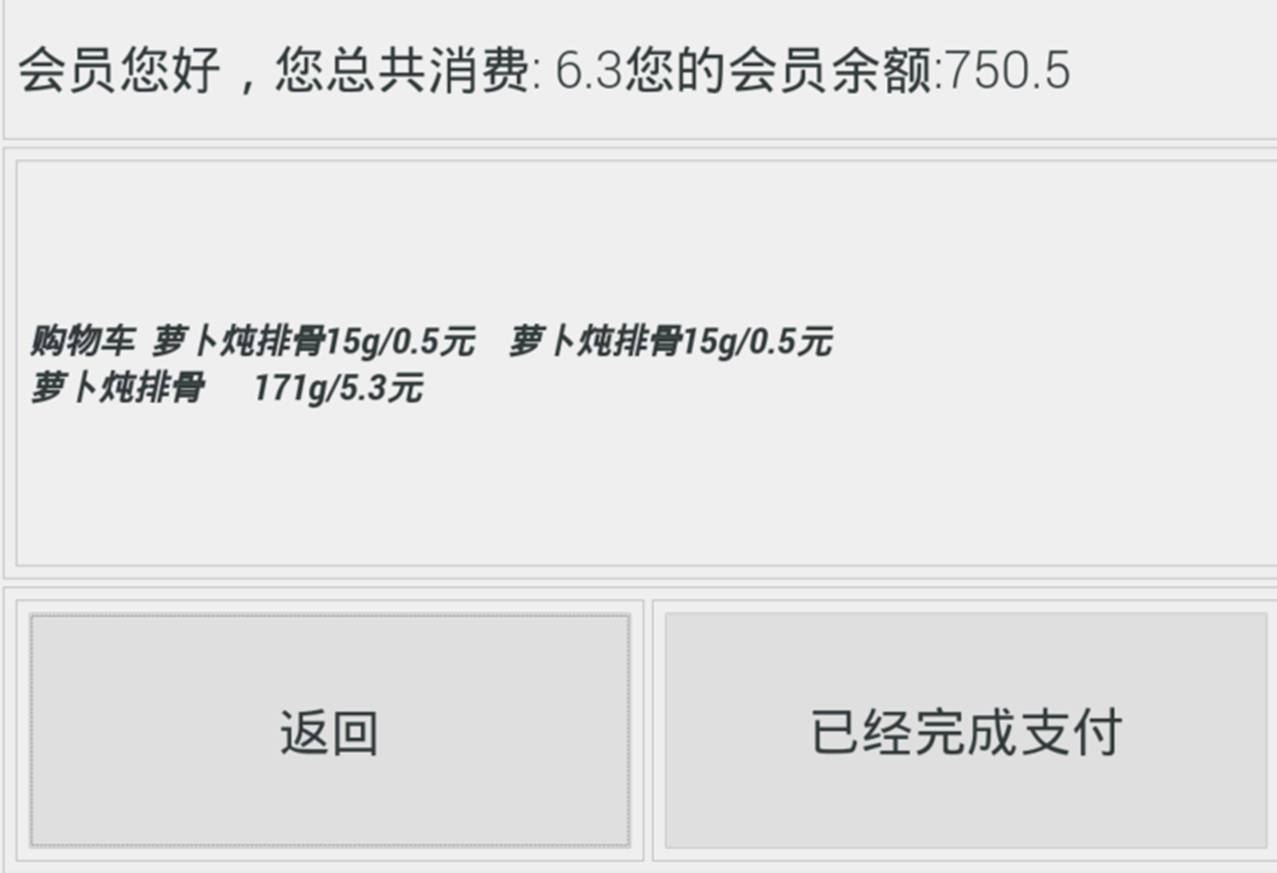 会员您好，您总共消费: 6.3您的会员余额:750.5
购物车 萝卜炖排骨15g/0.5元 萝卜炖排骨15g/0.5元
萝卜炖排骨 171g/5.3元
返回
已经完成支付